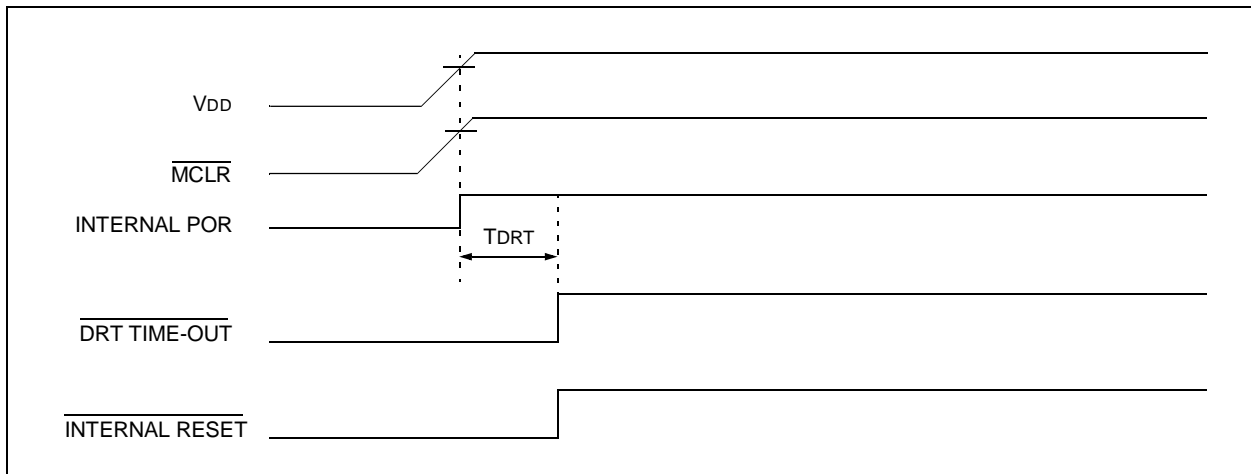 VDD
MCLR
INTERNAL POR
TDRT
DRT TIME-OUT
INTERNAL RESET